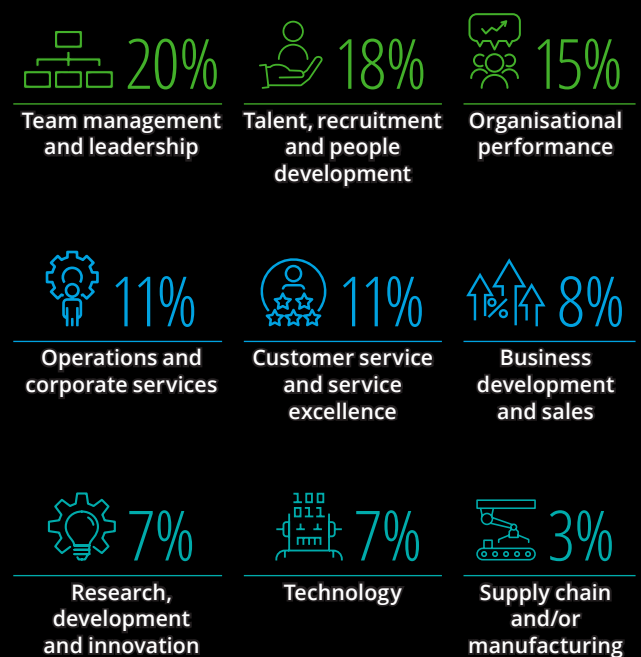 20%
Team management
and leadership
18%
Talent, recruitment
and people
development
15%
Organisational
performance
11%
Operations and
corporate services
11%
Customer service
and service
excellence
8%
Business
development
and sales
7%
Research,
development
and innovation
100
011
7%
Technology
3%
Supply chain
and/or
manufacturing